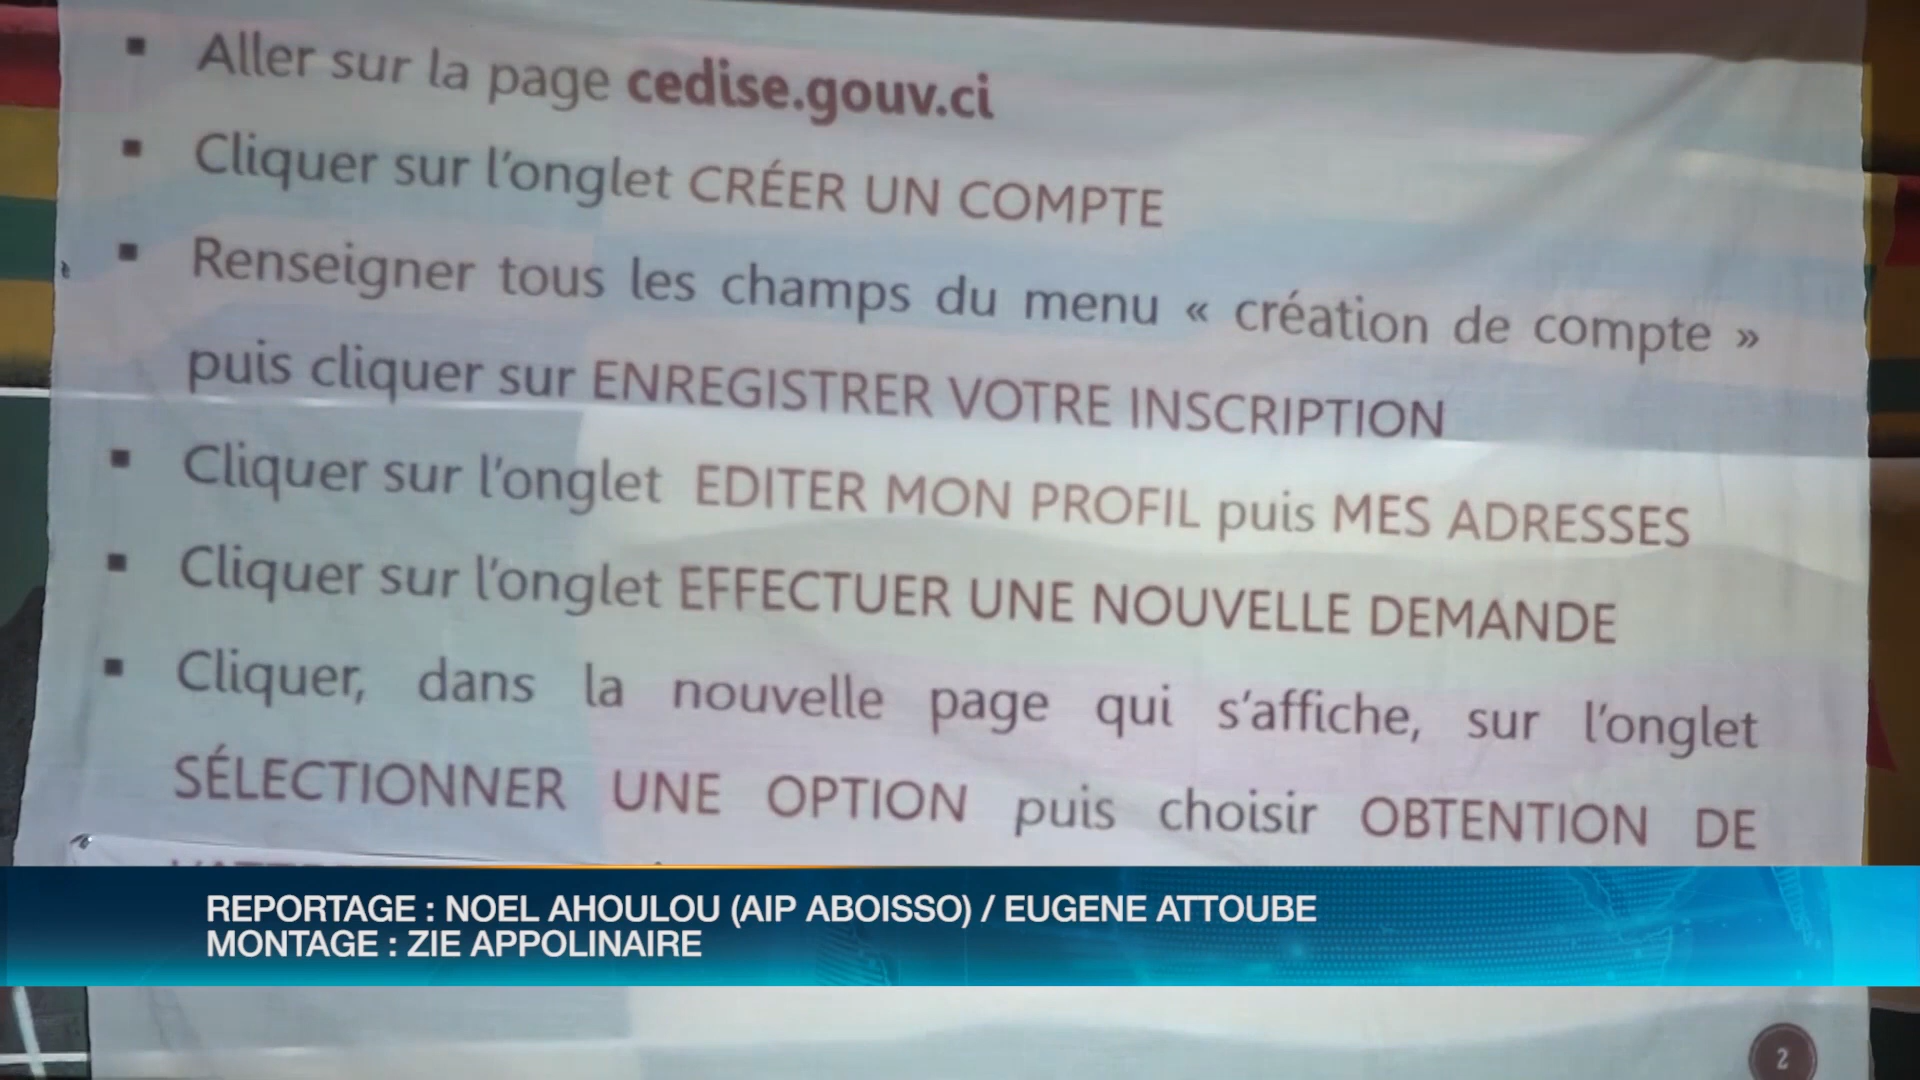 ▪ Aller sur la page cedise.gouv.ci
▪ Cliquer sur l'onglet CRÉER UN COMPTE
▪ Renseigner tous les champs du menu « création de compte »
puis cliquer sur ENREGISTRER VOTRE INSCRIPTION
▪ Cliquer sur l'onglet EDITER MON PROFIL puis MES ADRESSES
▪ Cliquer sur l'onglet EFFECTUER UNE NOUVELLE DEMANDE
▪ Cliquer, dans la nouvelle page qui s'affiche, sur l'onglet
SÉLECTIONNER UNE OPTION puis choisir OBTENTION DE
REPORTAGE : NOEL AHOULOU (AIP ABOISSO) / EUGENE ATTOUBE
MONTAGE : ZIE APPOLINAIRE
2